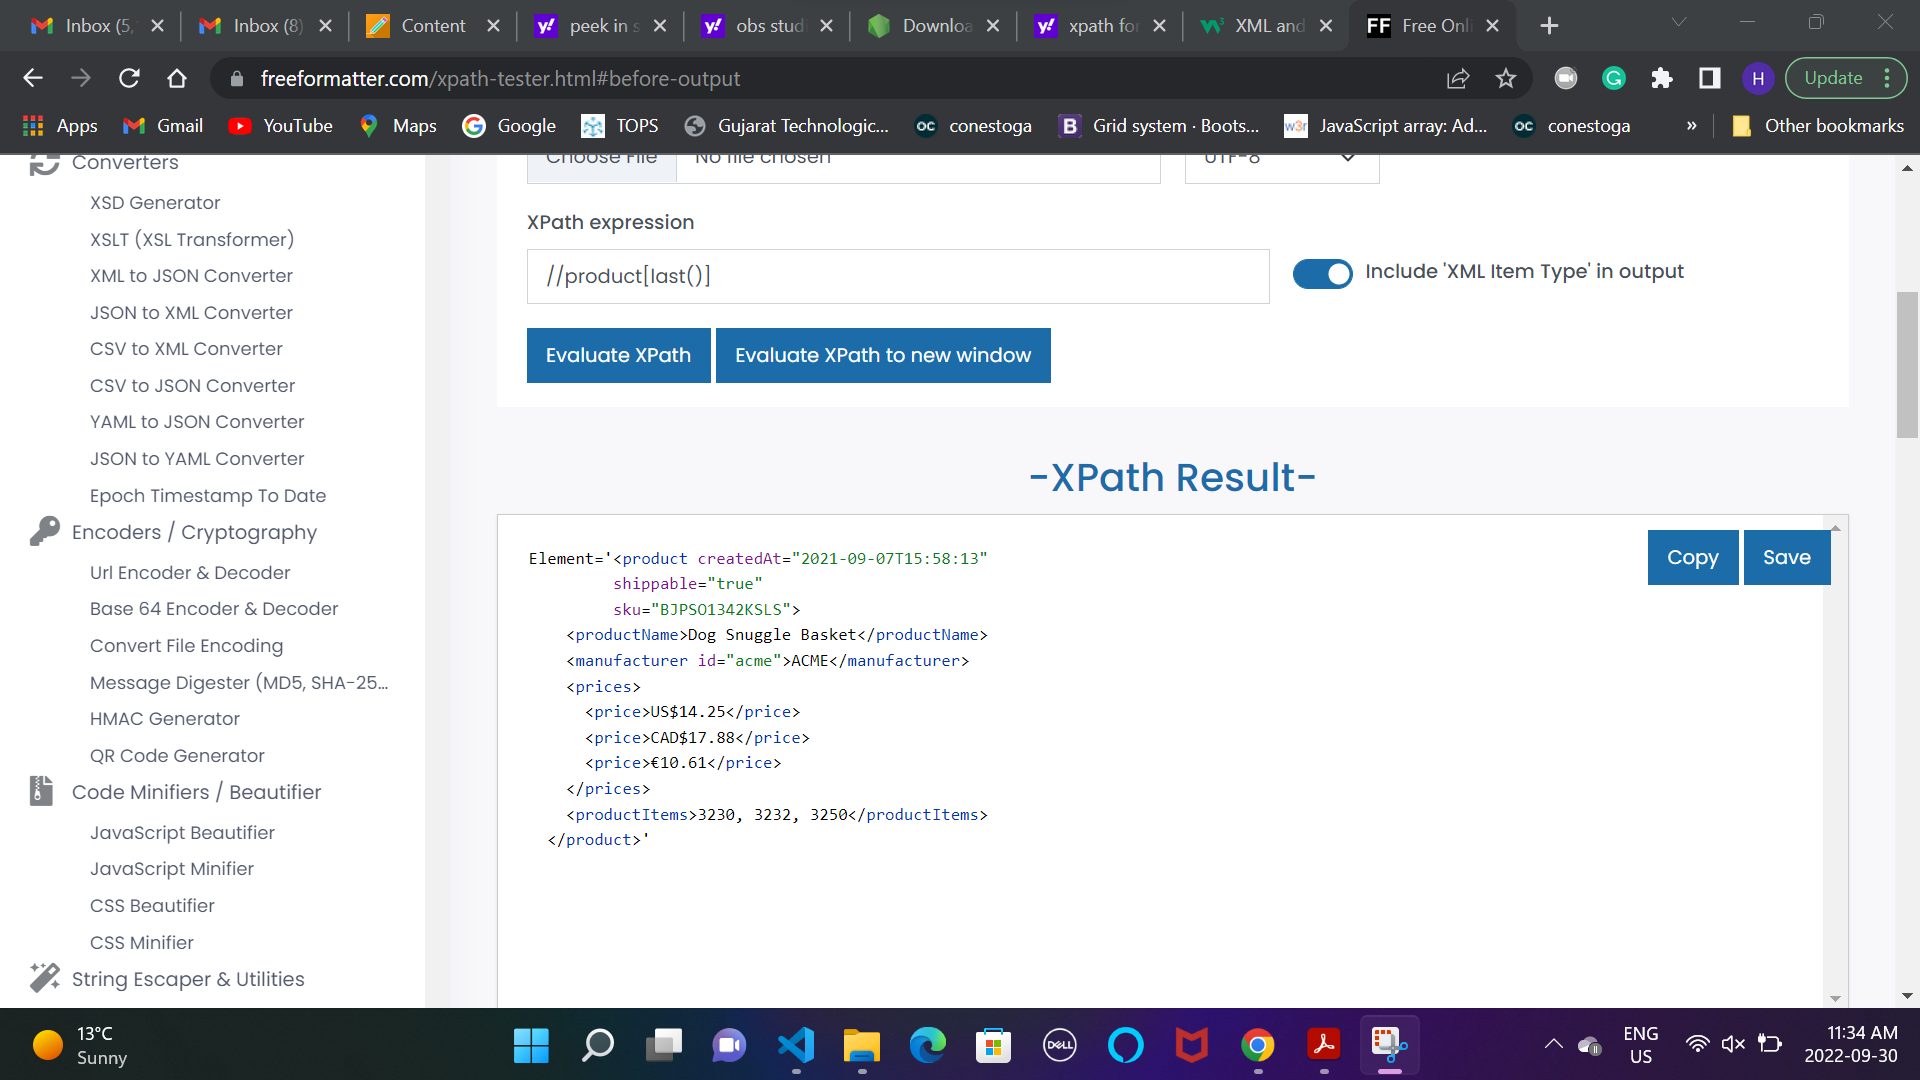 Inbox (5, Inbox (8) Content peek in s obs studi Downloa xpath for XML and Free Onli
freeformatter.com/xpath-tester.html#before-output H Update
Apps Gmail YouTube Maps Google TOPS Gujarat Technologic... conestoga Grid system · Boots... JavaScript array: Ad... conestoga » Other bookmarks
Converters
XSD Generator
XSLT (XSL Transformer)
XML to JSON Converter
JSON to XML Converter
CSV to XML Converter
CSV to JSON Converter
YAML to JSON Converter
JSON to YAML Converter
Epoch Timestamp To Date
Encoders / Cryptography
Url Encoder & Decoder
Base 64 Encoder & Decoder
Convert File Encoding
Message Digester (MD5, SHA-25...
HMAC Generator
QR Code Generator
Code Minifiers / Beautifier
JavaScript Beautifier
JavaScript Minifier
CSS Beautifier
CSS Minifier
String Escaper & Utilities
Choose File No file chosen UTF-8
XPath expression
//product[last()] Include 'XML Item Type' in output
Evaluate XPath Evaluate XPath to new window
-XPath Result-
Copy Save
Element='<product createdAt="2021-09-07T15:58:13"
shippable="true"
sku="BJPSO1342KSLS">
<productName>Dog Snuggle Basket</productName>
<manufacturer id="acme">ACME</manufacturer>
<prices>
<price>US$14.25</price>
<price>CAD$17.88</price>
<price>€10.61</price>
</prices>
<productItems>3230, 3232, 3250</productItems>
</product>'
13°C
Sunny
DELL
ENG
US
11:34 AM
2022-09-30